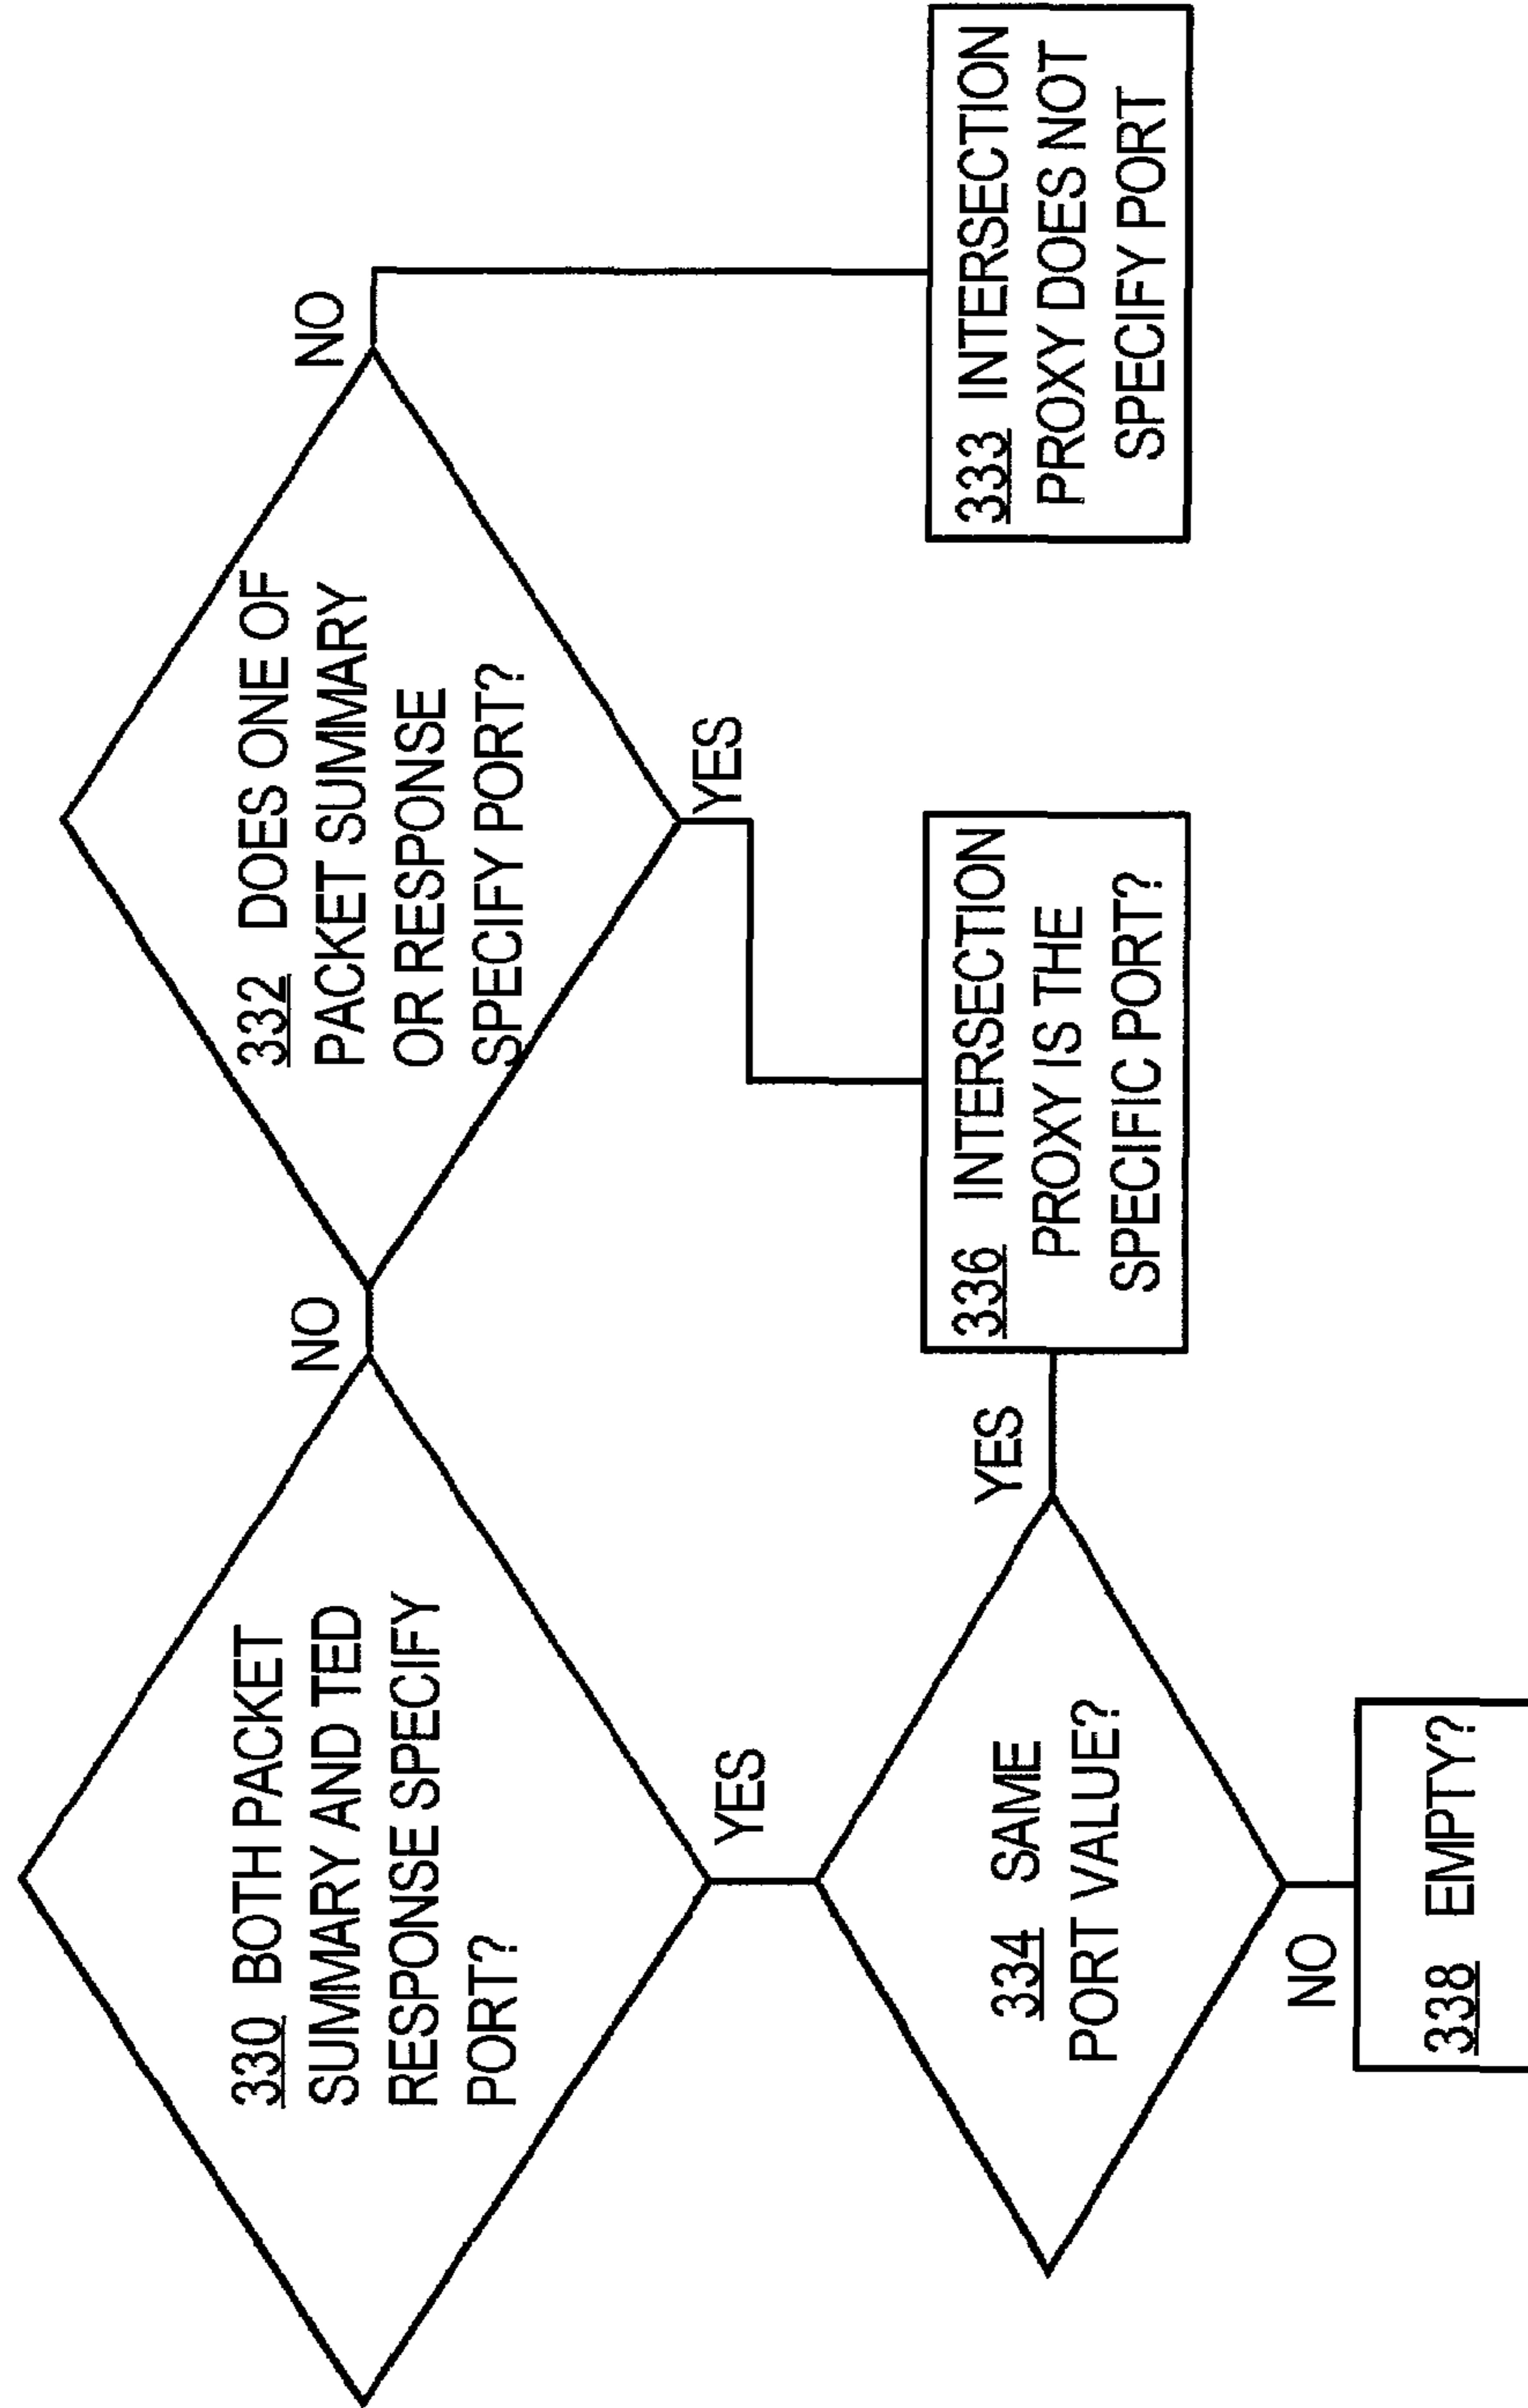 330 BOTH PACKET
SUMMARY AND TED
RESPONSE SPECIFY
PORT?
NO
332 DOES ONE OF
PACKET SUMMARY
OR RESPONSE
SPECIFY PORT?
NO
YES
YES
334 SAME
PORT VALUE?
YES
336 INTERSECTION
PROXY IS THE
SPECIFIC PORT?
333 INTERSECTION
PROXY DOES NOT
SPECIFY PORT
NO
338 EMPTY?